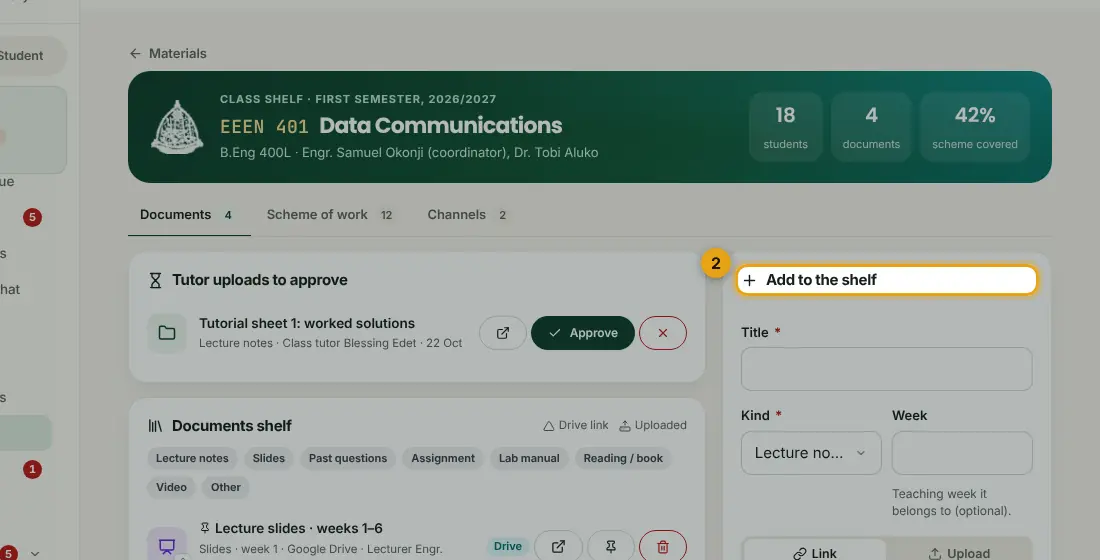 Student
ue
5
s
hat
s
1
5
Materials
CLASS SHELF · FIRST SEMESTER, 2026/2027
EEEN 401 Data Communications
B.Eng 400L · Engr. Samuel Okonji (coordinator), Dr. Tobi Aluko
18
students
4
documents
42%
scheme covered
Documents 4
Scheme of work 12
Channels 2
Tutor uploads to approve
Tutorial sheet 1: worked solutions
Lecture notes · Class tutor Blessing Edet · 22 Oct
Approve
Documents shelf
Drive link
Uploaded
Lecture notes
Slides
Past questions
Assignment
Lab manual
Reading / book
Video
Other
Lecture slides · weeks 1–6
Slides · week 1 · Google Drive · Lecturer Engr.
Drive
2
Add to the shelf
Title *
Kind *
Week
Lecture no...
Teaching week it
belongs to (optional).
Link
Upload